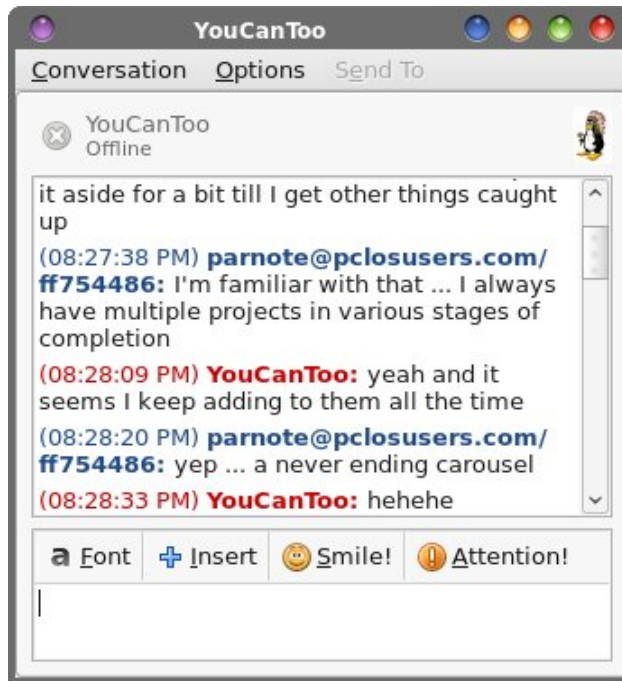 YouCanToo
Conversation Options Send To
YouCanToo
Offline
it aside for a bit till I get other things caught
up
(08:27:38 PM) parnote@pclosusers.com/
ff754486: I'm familiar with that ... I always
have multiple projects in various stages of
completion
(08:28:09 PM) YouCanToo: yeah and it
seems I keep adding to them all the time
(08:28:20 PM) parnote@pclosusers.com/
ff754486: yep ... a never ending carousel
(08:28:33 PM) YouCanToo: hehehe
a Font Insert Smile! Attention!